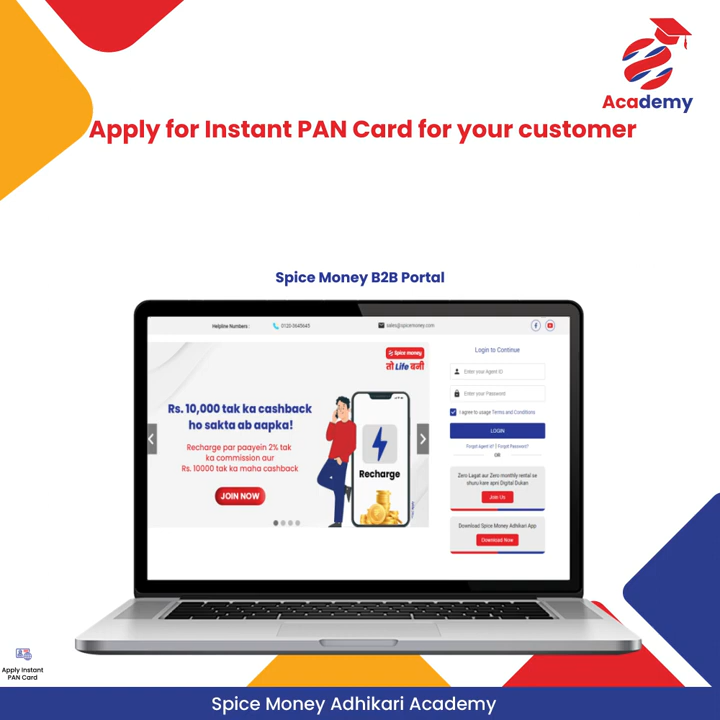 Academy
Apply for Instant PAN Card for your customer
Spice Money B2B Portal
Helpline Numbers:
0120-3645645
sales@spicemoney.com
Login to Continue
Spice money
तो Life बनी
Enter your Agent ID
Enter your Password
I agree to usage Terms and Conditions
LOGIN
Forgot Agent Id? | Forgot Password?
OR
Rs. 10,000 tak ka cashback
ho sakta ab aapka!
Recharge par paayein 2% tak
ka commission aur
Rs. 10000 tak ka maha cashback
JOIN NOW
Recharge
Zero Lagat aur Zero monthly rental se
shuru kare apni Digital Dukan
Join Us
Download Spice Money Adhikari App
Download Now
Apply Instant
PAN Card
Spice Money Adhikari Academy